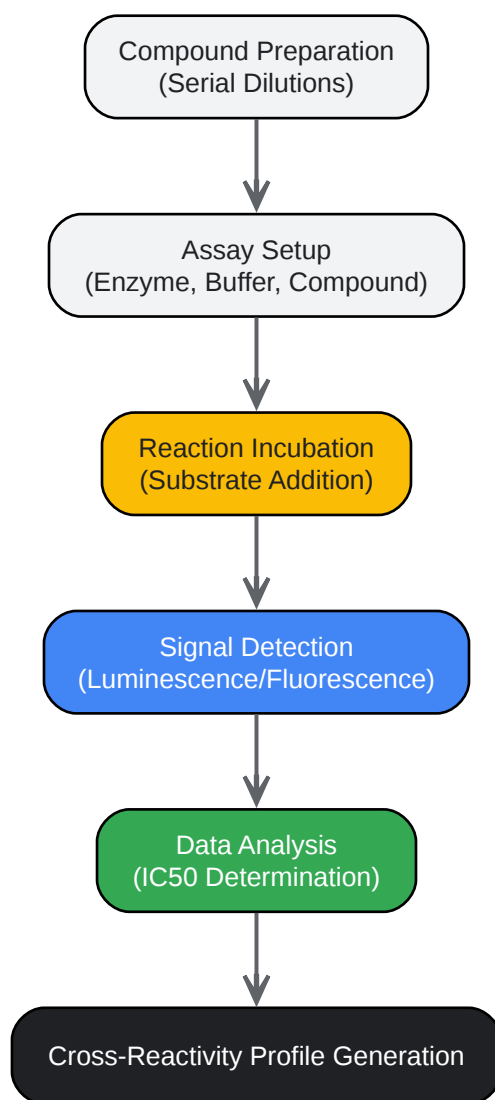 Compound Preparation
(Serial Dilutions)
Assay Setup
(Enzyme, Buffer, Compound)
Reaction Incubation
(Substrate Addition)
Signal Detection
(Luminescence/Fluorescence)
Data Analysis
(IC50 Determination)
Cross-Reactivity Profile Generation